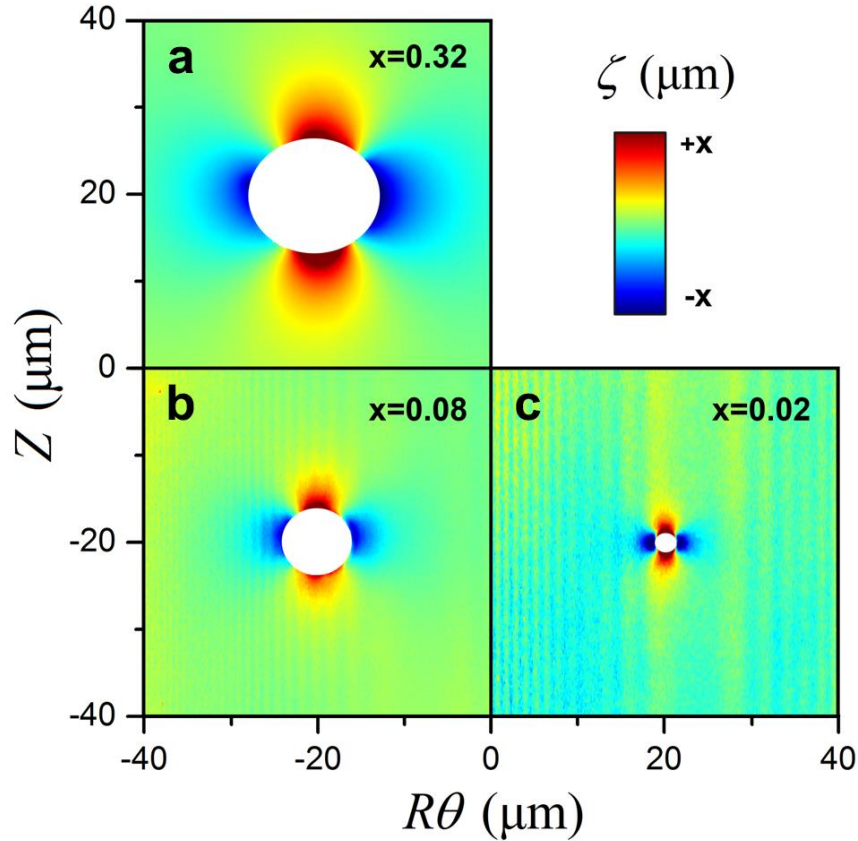 40
a
x=0.32
ζ (µm)
+x
-x
20
0
b
x=0.08
c
x=0.02
Z (µm)
-20
-40
-40
-20
0
20
40
Rθ (µm)